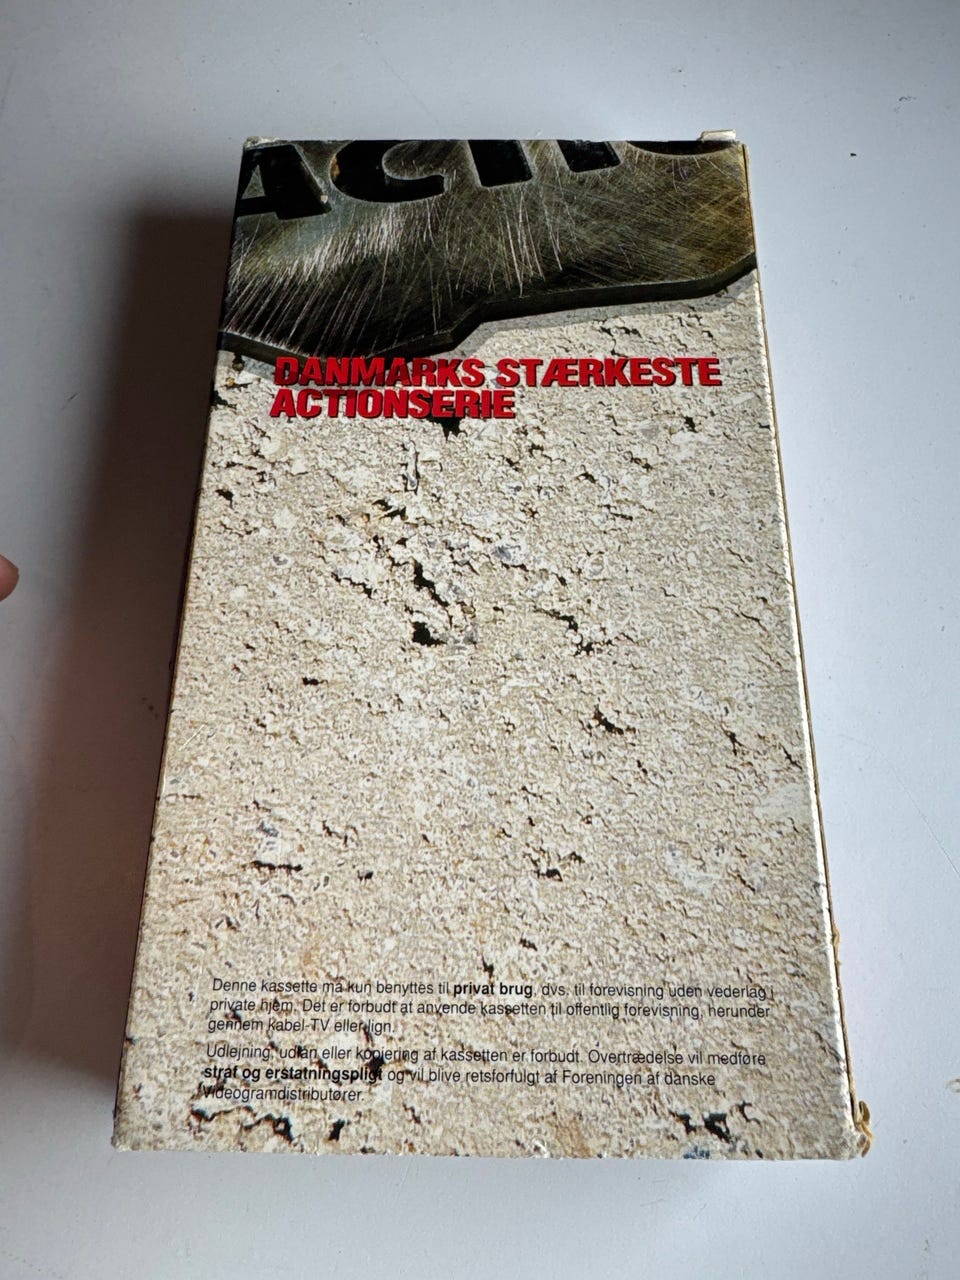 ACTIO
DANMARKS STÆRKESTE
ACTIONSERIE
Denne kassette må kun benyttes til privat brug, dvs. til forevisning uden vederlag i
private hjem. Det er forbudt at anvende kassetten til offentlig forevisning, herunder
gennem kabel-TV eller lign.
Udlejning, udlån eller kopiering af kassetten er forbudt. Overtrædelse vil medføre
straf og erstatningspligt og vil blive retsforfulgt af Foreningen af danske
Videogramdistributører.